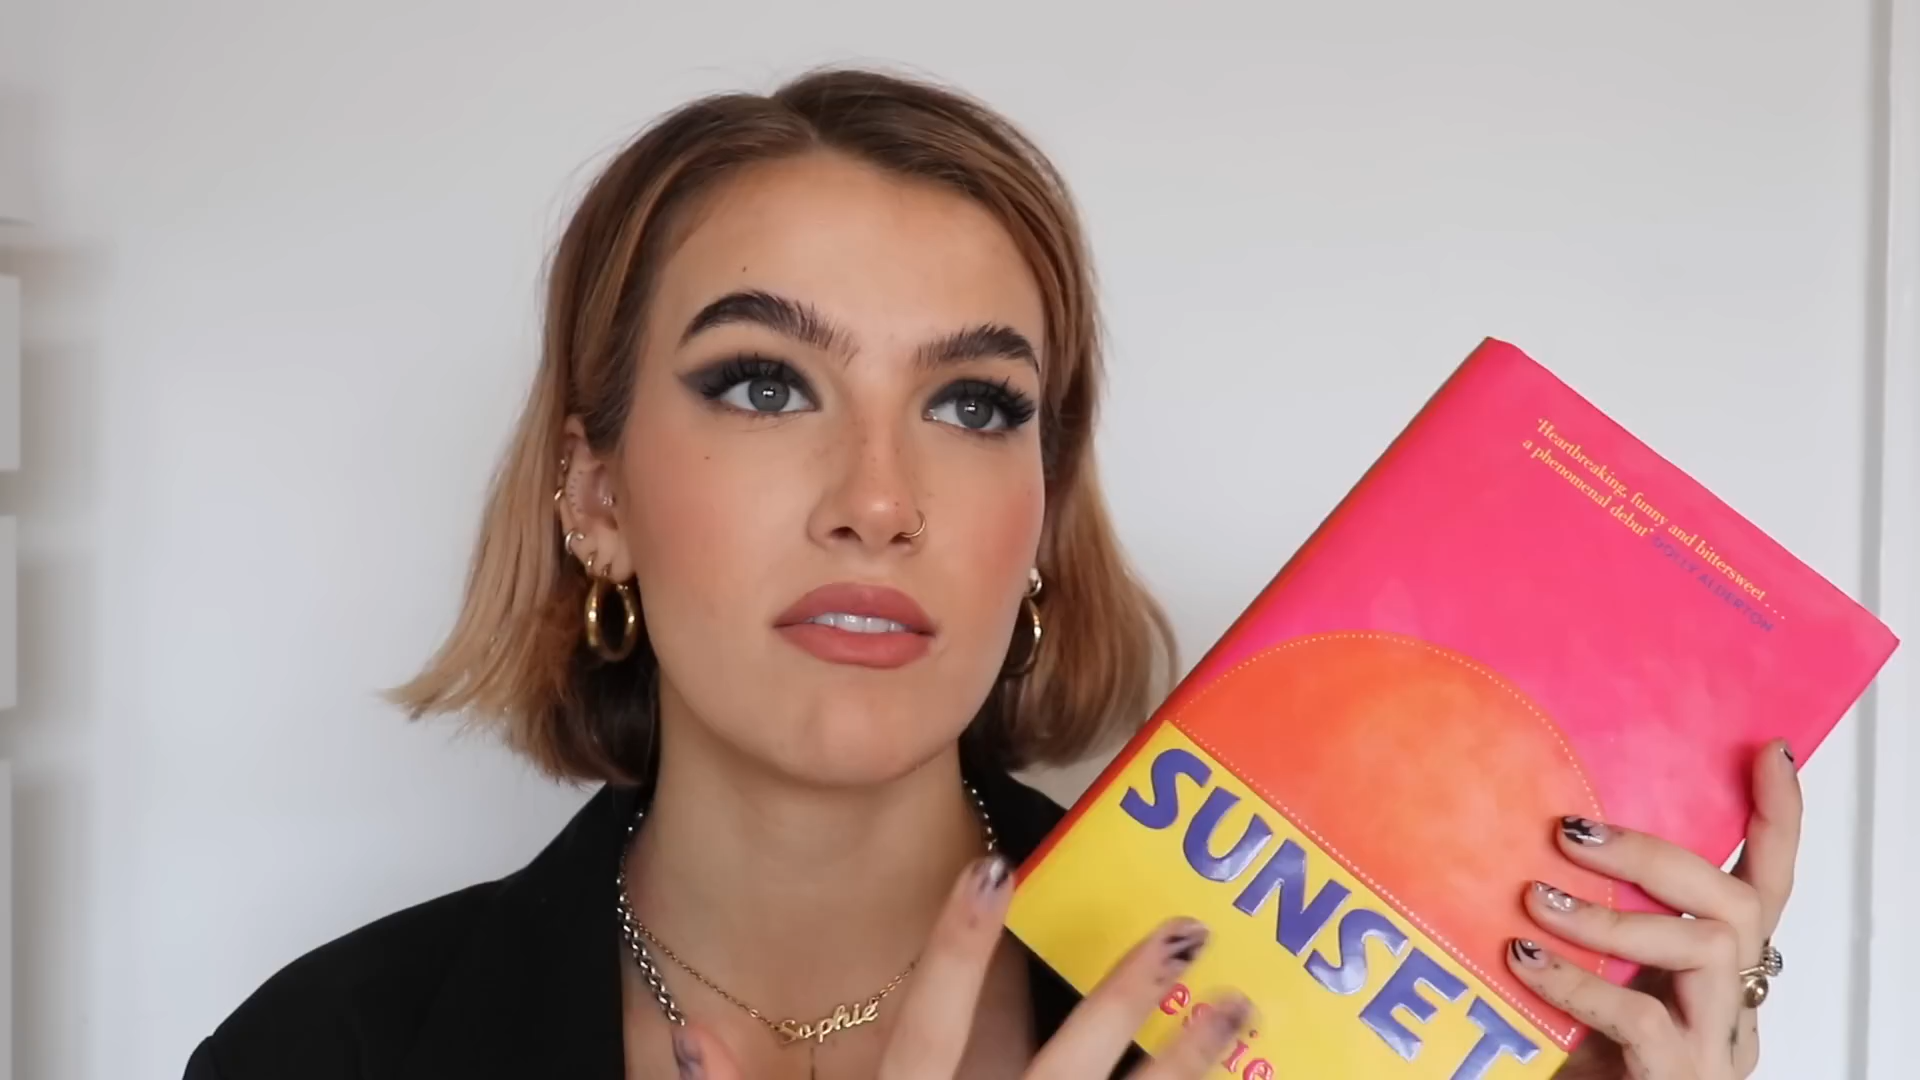 'Heartbreaking, funny and bittersweet . . .
a phenomenal debut' DOLLY ALDERTON
SUNSET
Sophie